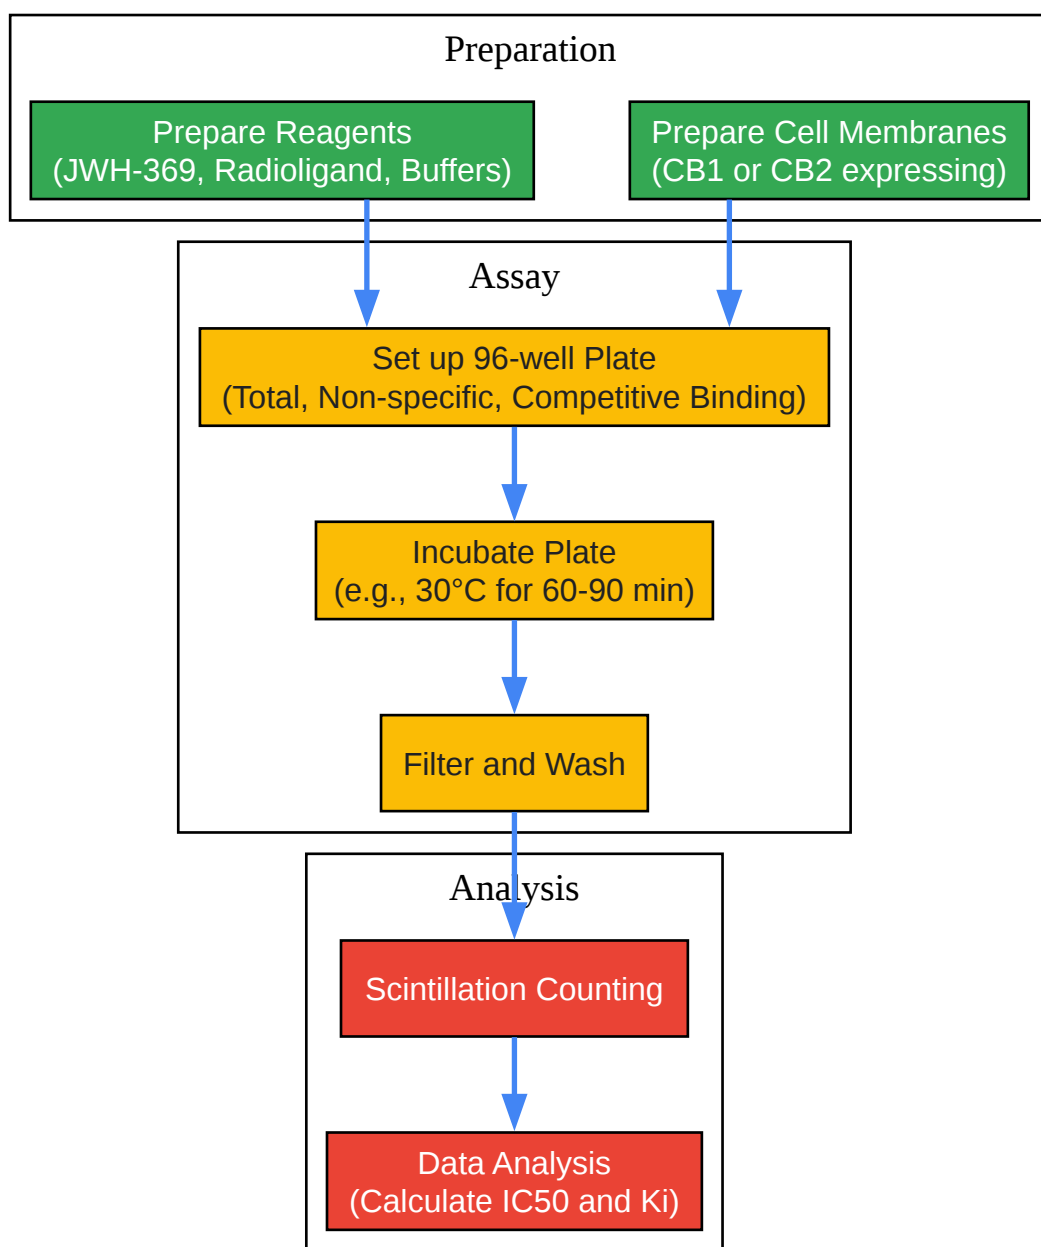 Preparation
Prepare Reagents
(JWH-369, Radioligand, Buffers)
Prepare Cell Membranes
(CB1 or CB2 expressing)
Assay
Set up 96-well Plate
(Total, Non-specific, Competitive Binding)
Incubate Plate
(e.g., 30°C for 60-90 min)
Filter and Wash
Analysis
Scintillation Counting
Data Analysis
(Calculate IC50 and Ki)